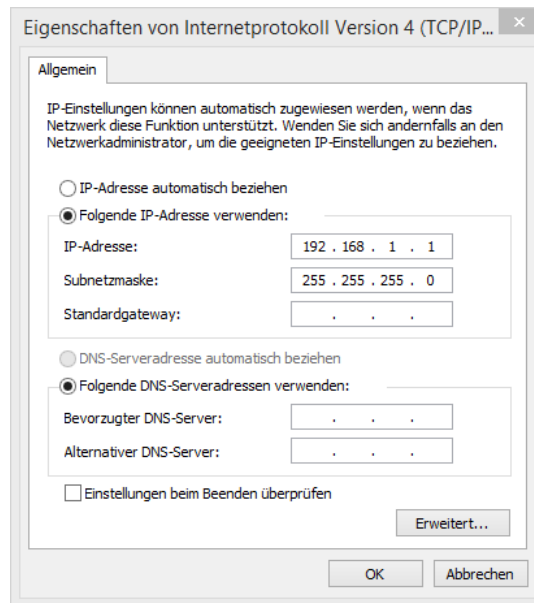 Eigenschaften von Internetprotokoll Version 4 (TCP/IP...
Allgemein
IP-Einstellungen können automatisch zugewiesen werden, wenn das
Netzwerk diese Funktion unterstützt. Wenden Sie sich andernfalls an den
Netzwerkadministrator, um die geeigneten IP-Einstellungen zu beziehen.
IP-Adresse automatisch beziehen
Folgende IP-Adresse verwenden:
IP-Adresse: 192 . 168 . 1 . 1
Subnetzmaske: 255 . 255 . 255 . 0
Standardgateway: . . .
DNS-Serveradresse automatisch beziehen
Folgende DNS-Serveradressen verwenden:
Bevorzugter DNS-Server: . . .
Alternativer DNS-Server: . . .
Einstellungen beim Beenden überprüfen
Erweitert...
OK Abbrechen